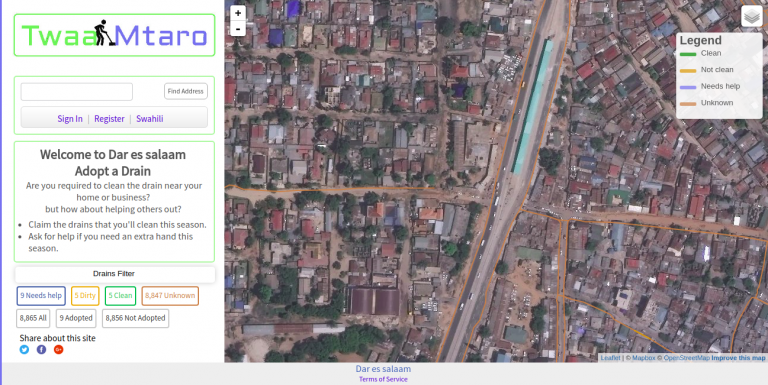 Twaa Mtaro
Find Address
Sign In | Register | Swahili
Welcome to Dar es salaam
Adopt a Drain
Are you required to clean the drain near your
home or business?
but how about helping others out?
Claim the drains that you'll clean this season.
Ask for help if you need an extra hand this
season.
Drains Filter
9 Needs help
5 Dirty
5 Clean
8,847 Unknown
8,865 All
9 Adopted
8,856 Not Adopted
Share about this site
+
-
Legend
Clean
Not clean
Needs help
Unknown
Leaflet | © Mapbox © OpenStreetMap Improve this map
Dar es salaam
Terms of Service